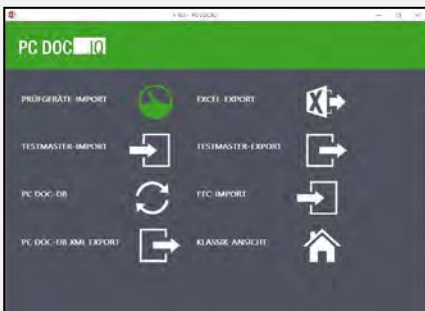 PC DOC IQ
PRÜFGERÄTE-IMPORT
EXCEL-EXPORT
TESTMASTER-IMPORT
TESTMASTER-EXPORT
PC DOC-DB
ETC-IMPORT
PC DOC-DB XML EXPORT
KLASSIK-ANSICHT